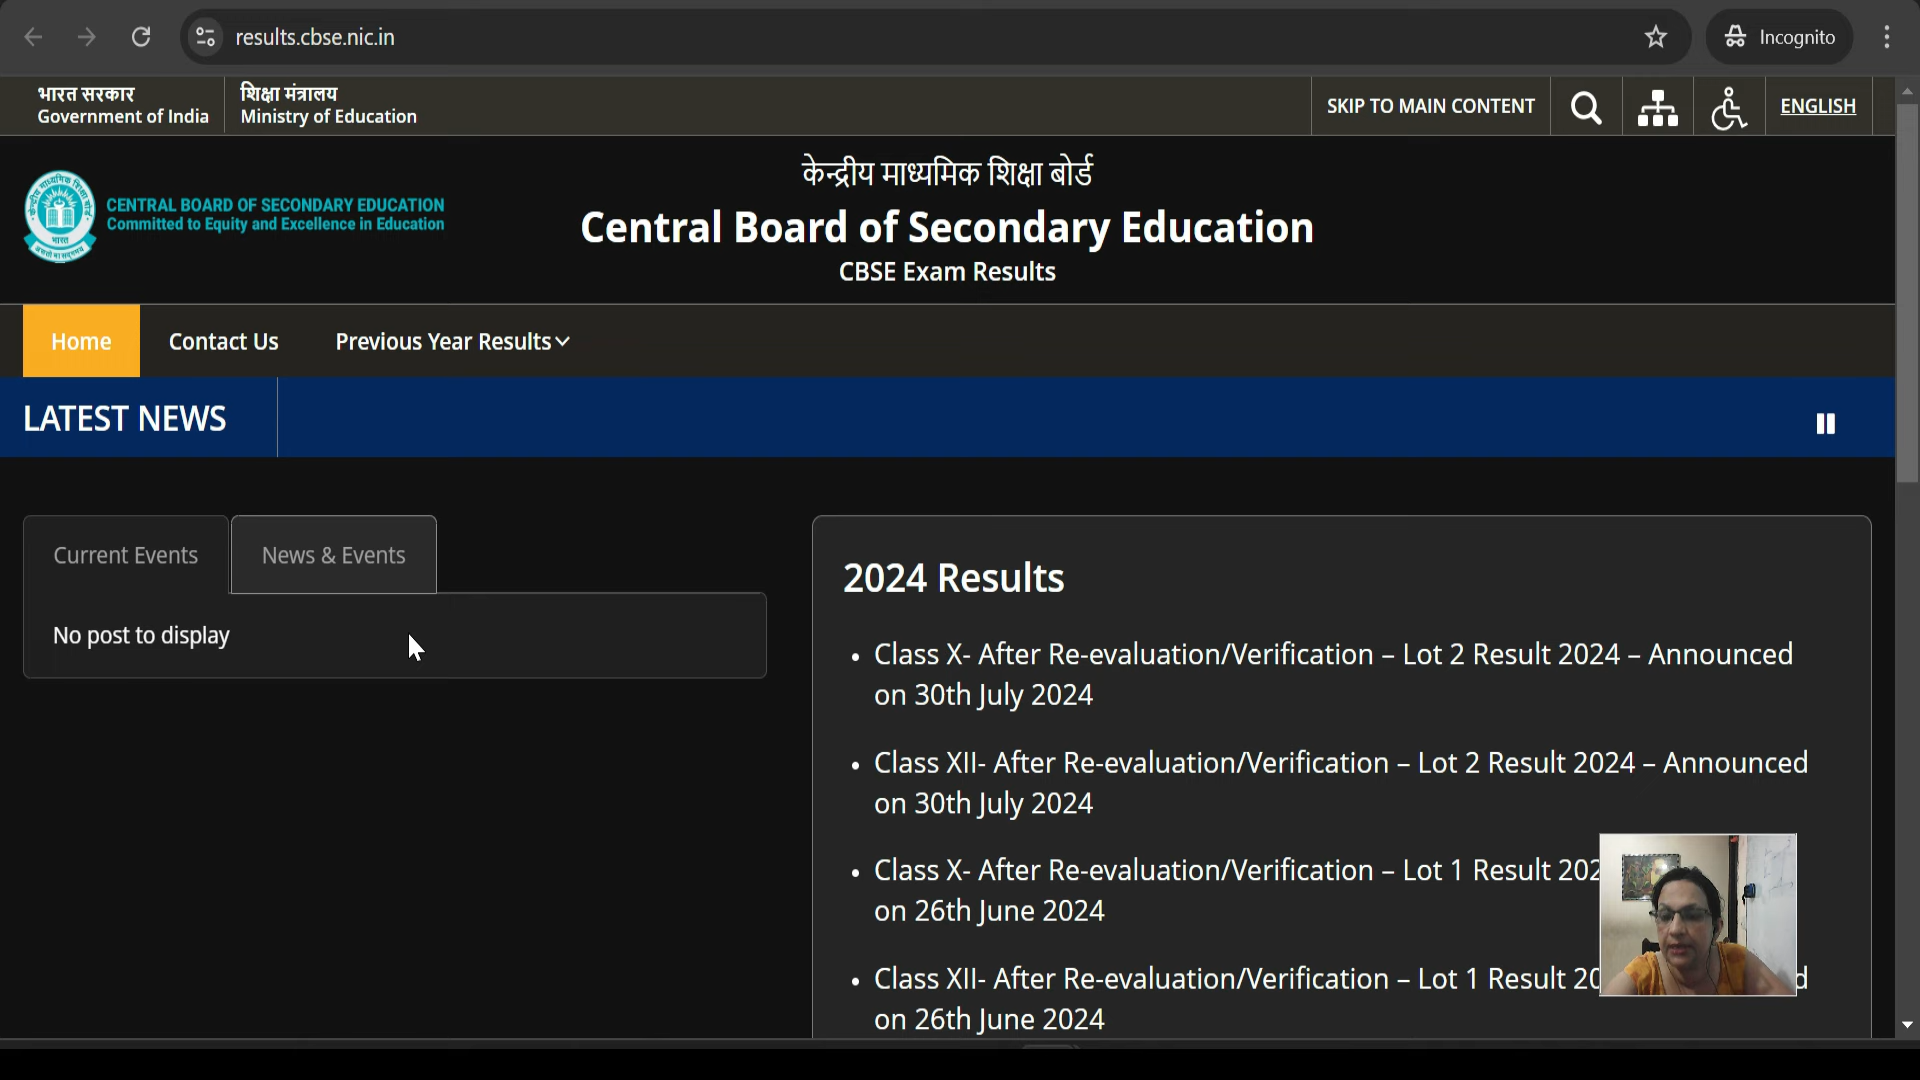 results.cbse.nic.in
Incognito
भारत सरकार
Government of India
शिक्षा मंत्रालय
Ministry of Education
SKIP TO MAIN CONTENT
ENGLISH
CENTRAL BOARD OF SECONDARY EDUCATION
Committed to Equity and Excellence in Education
केन्द्रीय माध्यमिक शिक्षा बोर्ड
Central Board of Secondary Education
CBSE Exam Results
Home
Contact Us
Previous Year Results
LATEST NEWS
Current Events
News & Events
No post to display
2024 Results
• Class X- After Re-evaluation/Verification – Lot 2 Result 2024 – Announced
on 30th July 2024
• Class XII- After Re-evaluation/Verification – Lot 2 Result 2024 – Announced
on 30th July 2024
• Class X- After Re-evaluation/Verification – Lot 1 Result
on 26th June 2024
• Class XII- After Re-evaluation/Verification – Lot 1 Result
on 26th June 2024